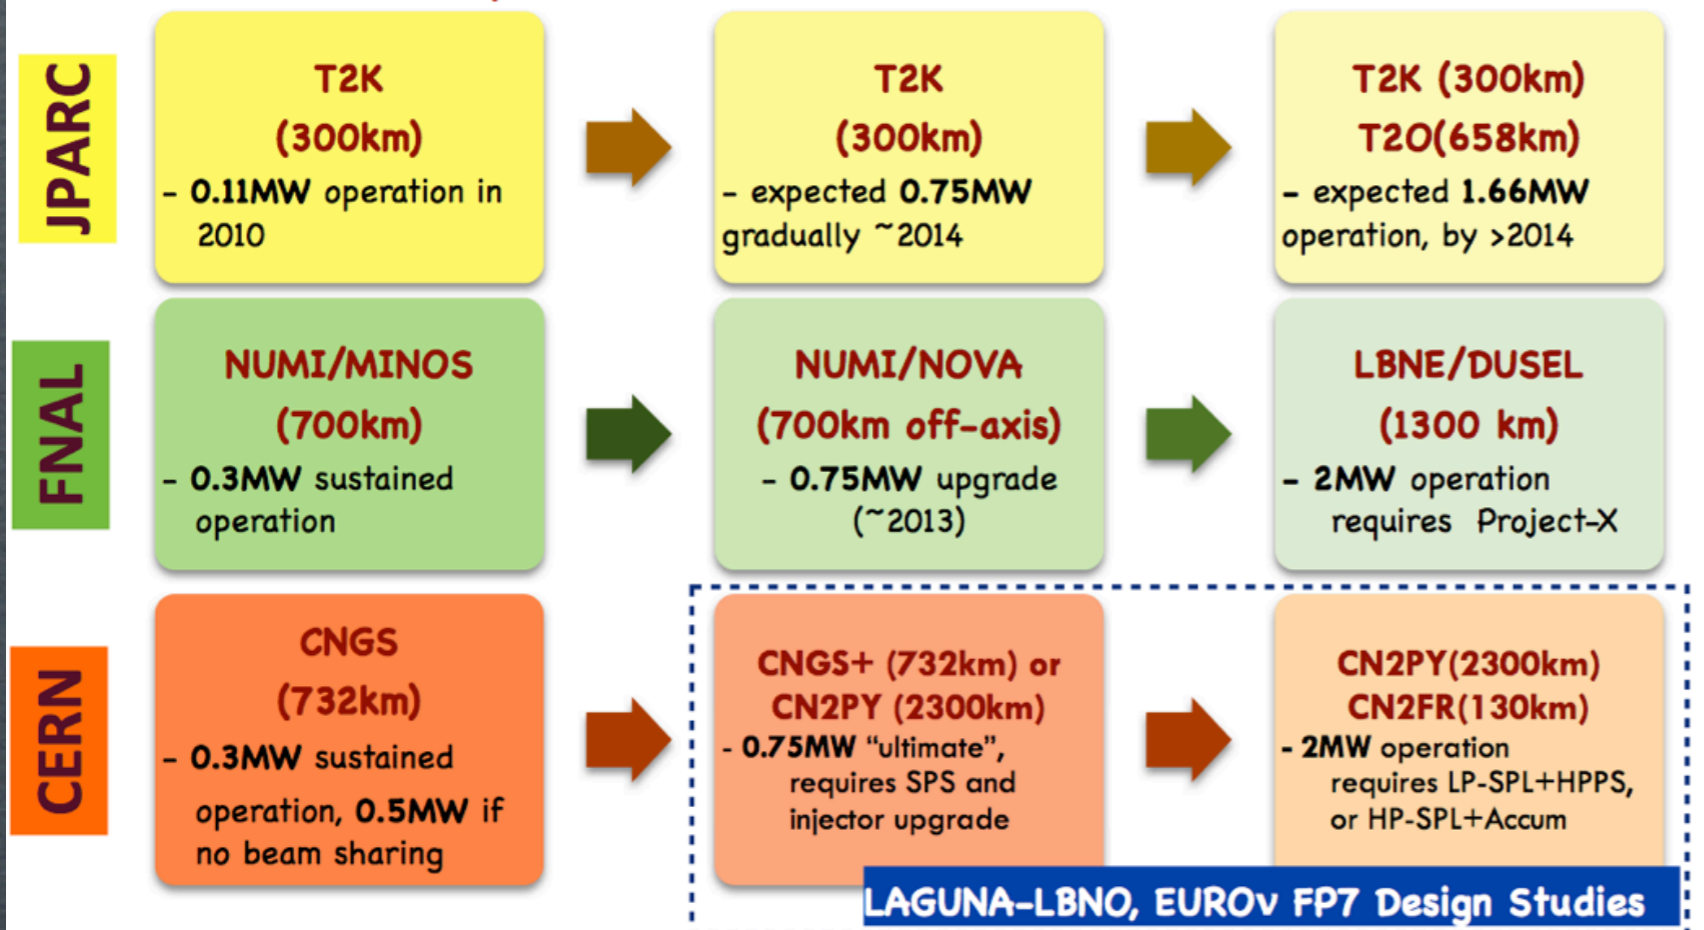 JPARC
T2K
(300km)
- 0.11MW operation in
2010
T2K
(300km)
- expected 0.75MW
gradually ~2014
T2K (300km)
T2O(658km)
- expected 1.66MW
operation, by >2014
FNAL
NUMI/MINOS
(700km)
- 0.3MW sustained
operation
NUMI/NOVA
(700km off-axis)
- 0.75MW upgrade
(~2013)
LBNE/DUSEL
(1300 km)
- 2MW operation
requires Project-X
CERN
CNGS
(732km)
- 0.3MW sustained
operation, 0.5MW if
no beam sharing
CNGS+ (732km) or
CN2PY (2300km)
- 0.75MW “ultimate”,
requires SPS and
injector upgrade
CN2PY(2300km)
CN2FR(130km)
- 2MW operation
requires LP-SPL+HPPS,
or HP-SPL+Accum
LAGUNA-LBNO, EUROν FP7 Design Studies